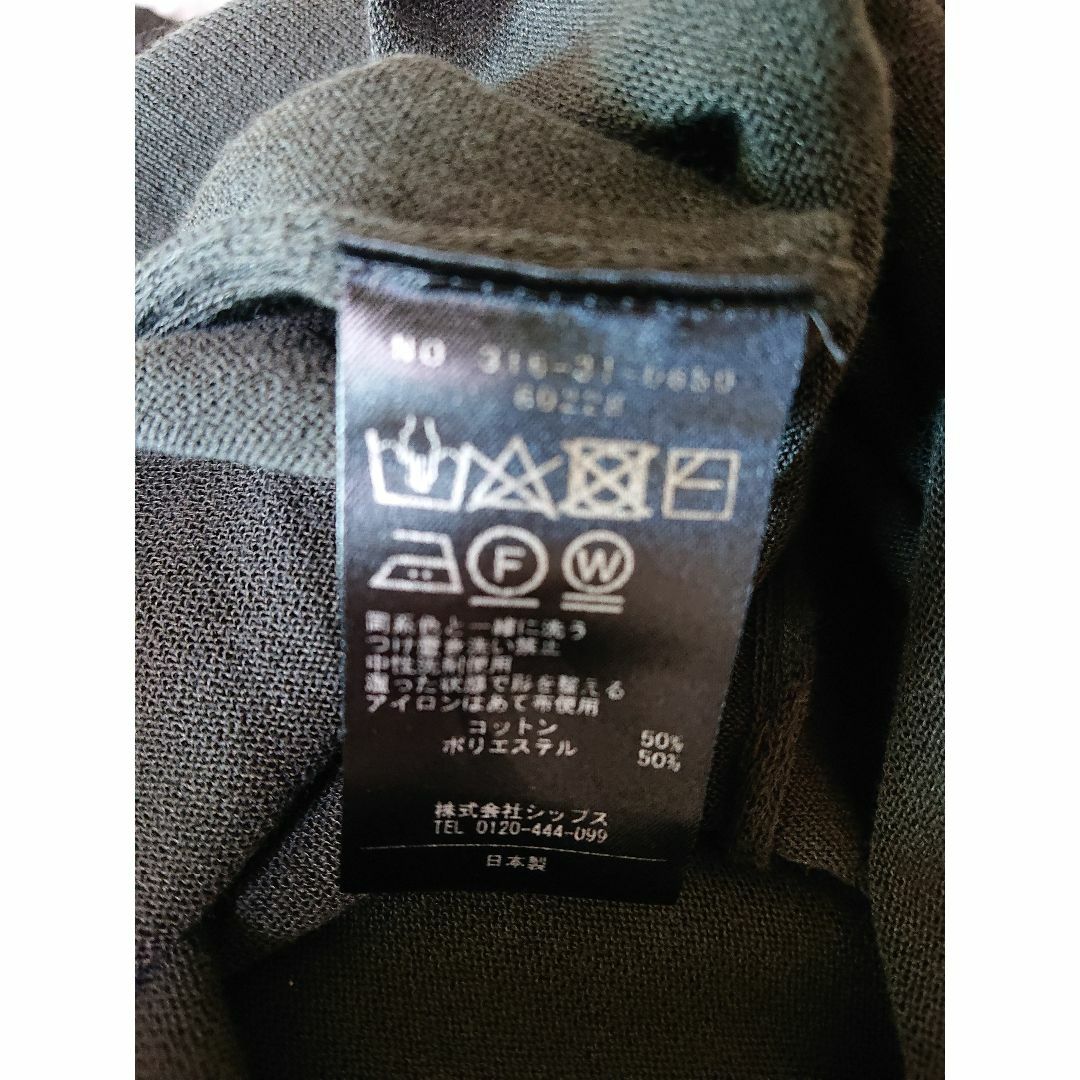 NO
F
W
同系色と一緒に洗う
つけ置き洗い禁止
中性洗剤使用
湿った状態で形を整える
アイロンはあて布使用
コットン 50%
ポリエステル 50%
株式会社シップス
TEL 0120-444-099
日本製